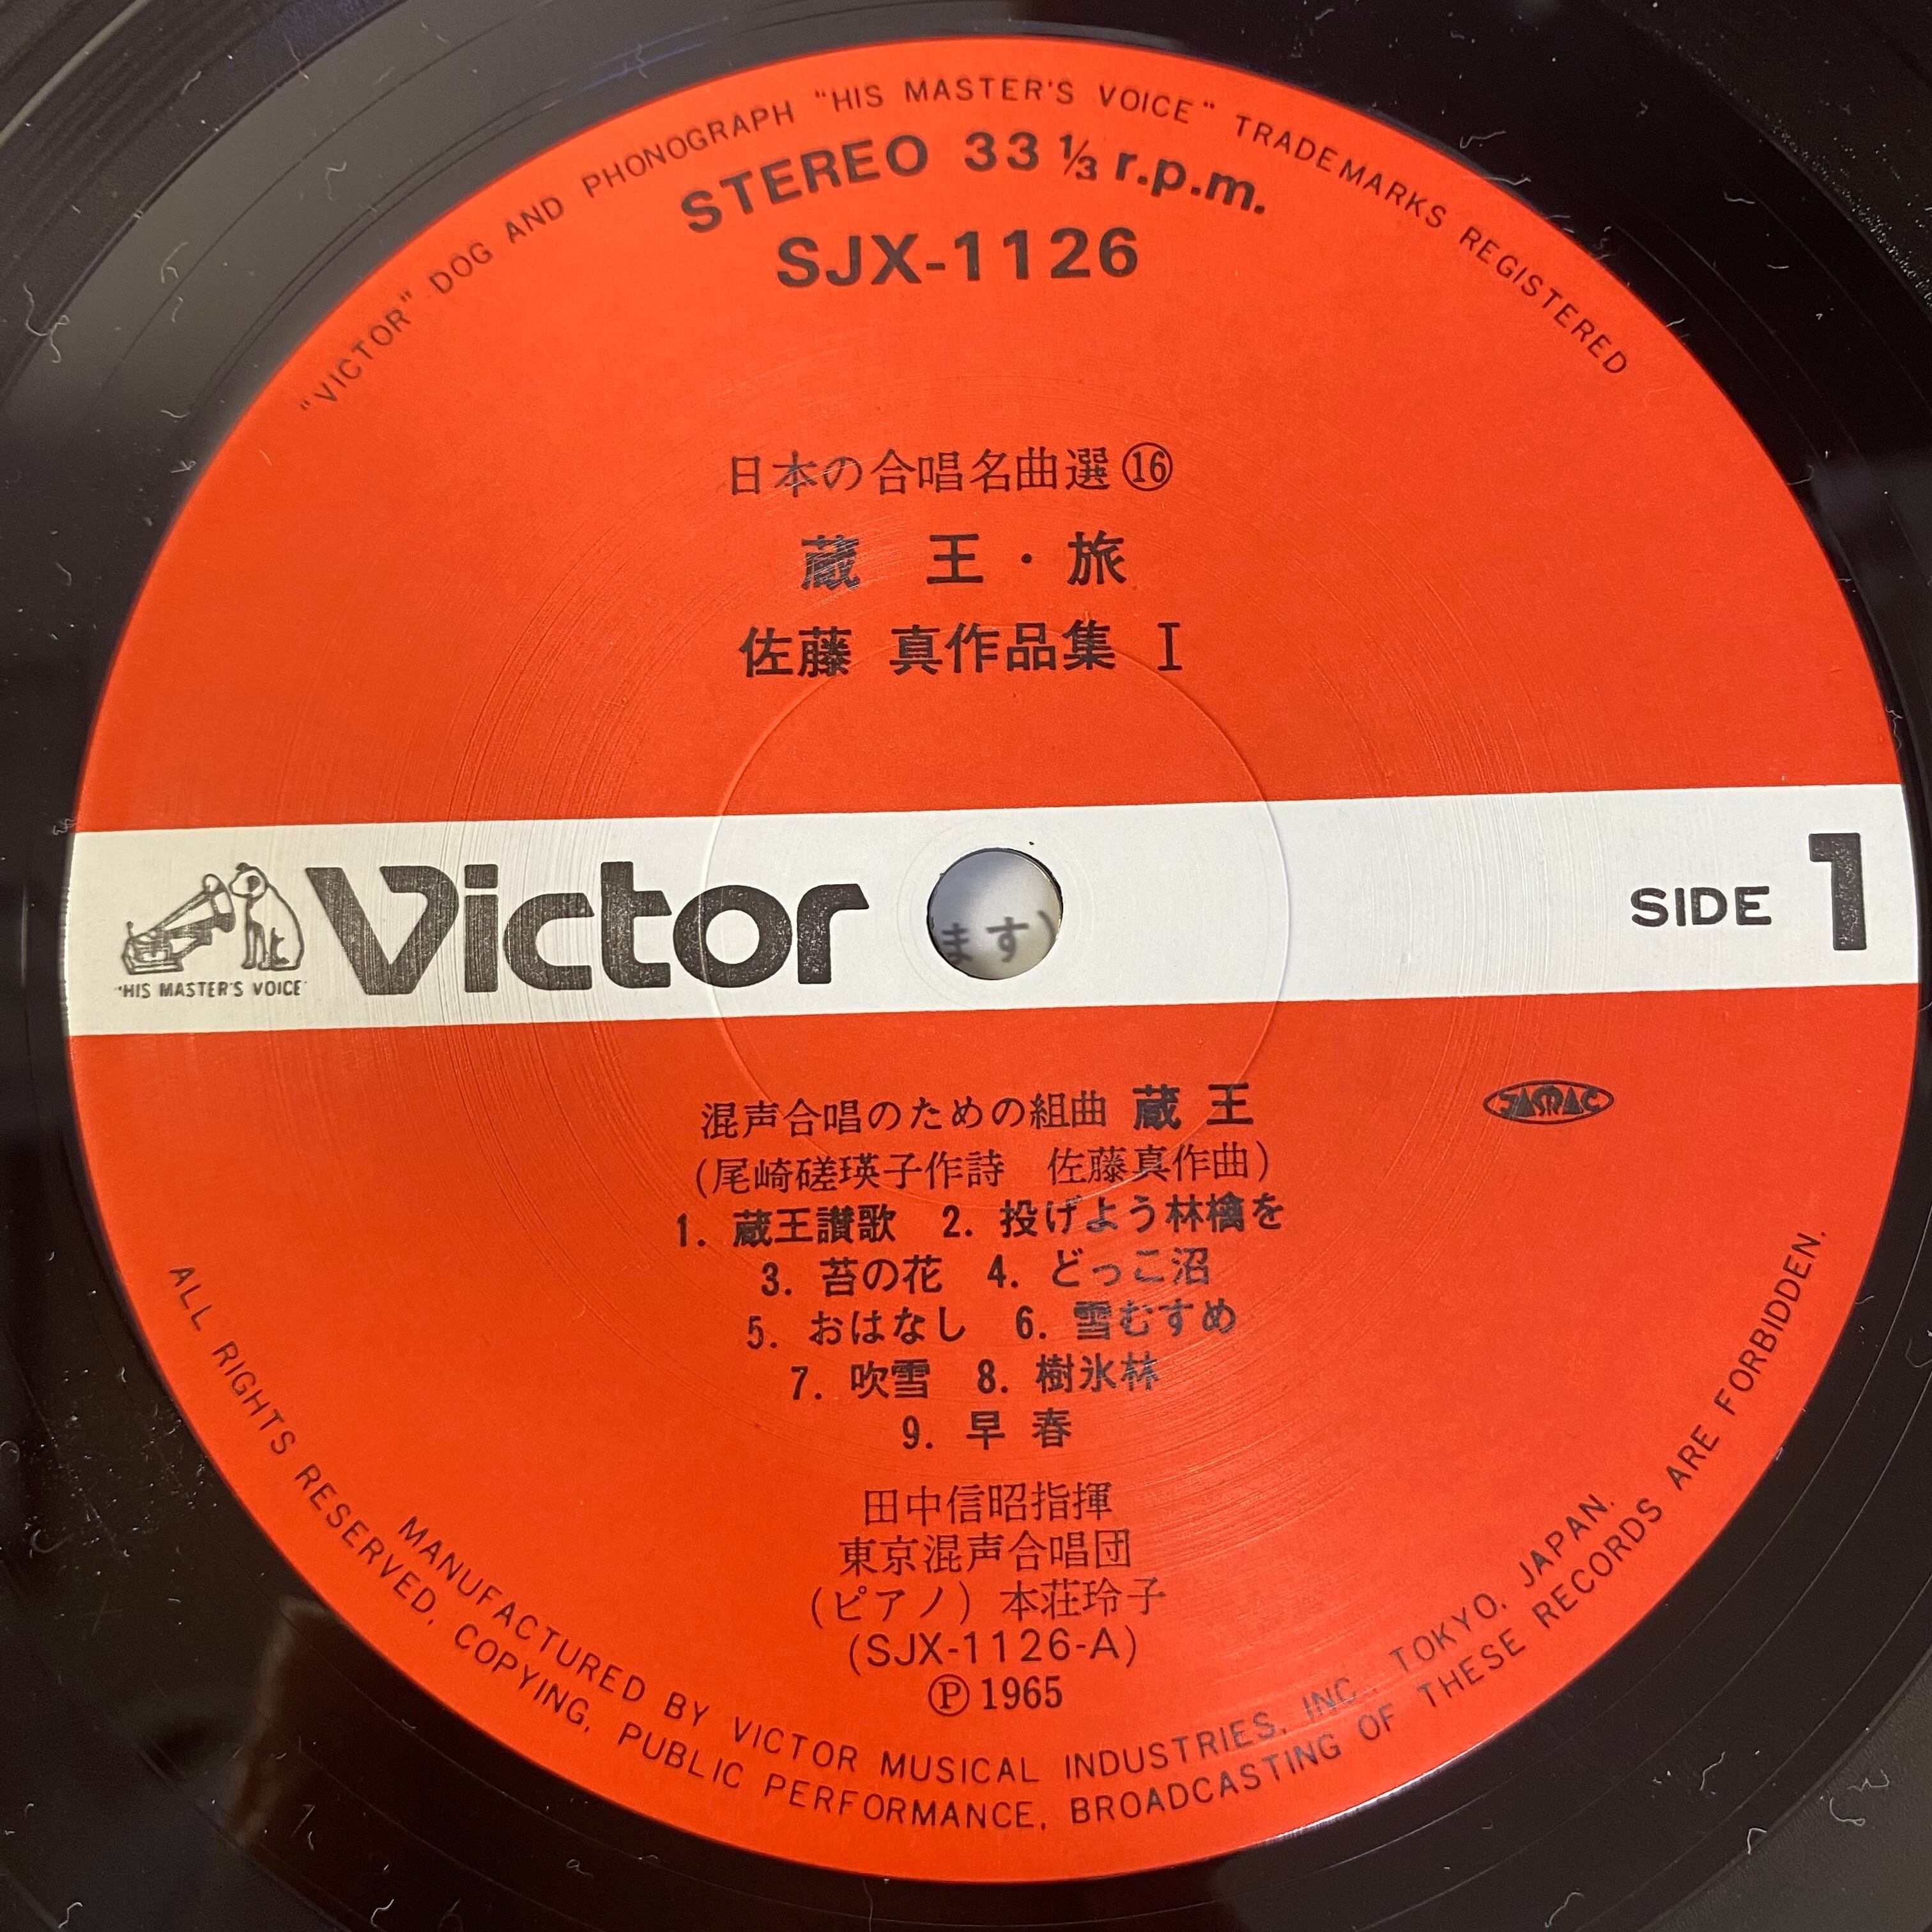 "VICTOR" DOG AND PHONOGRAPH "HIS MASTER'S VOICE" TRADEMARKS REGISTERED
STEREO 33 1/3 r.p.m.
SJX-1126
日本の合唱名曲選⑯
蔵 王・旅
佐藤 真作品集 I
Victor
"HIS MASTER'S VOICE"
ます)
SIDE 1
混声合唱のための組曲 蔵 王
JASRAC
(尾崎磋瑛子作詩 佐藤真作曲)
1. 蔵王讃歌 2. 投げよう林檎を
3. 苔の花 4. どっこ沼
5. おはなし 6. 雪むすめ
7. 吹雪 8. 樹氷林
9. 早 春
田中信昭指揮
東京混声合唱団
(ピアノ) 本荘玲子
(SJX-1126-A)
Ⓟ1965
MANUFACTURED BY VICTOR MUSICAL INDUSTRIES, INC. TOKYO, JAPAN.
ALL RIGHTS RESERVED, COPYING, PUBLIC PERFORMANCE, BROADCASTING OF THESE RECORDS ARE FORBIDDEN.